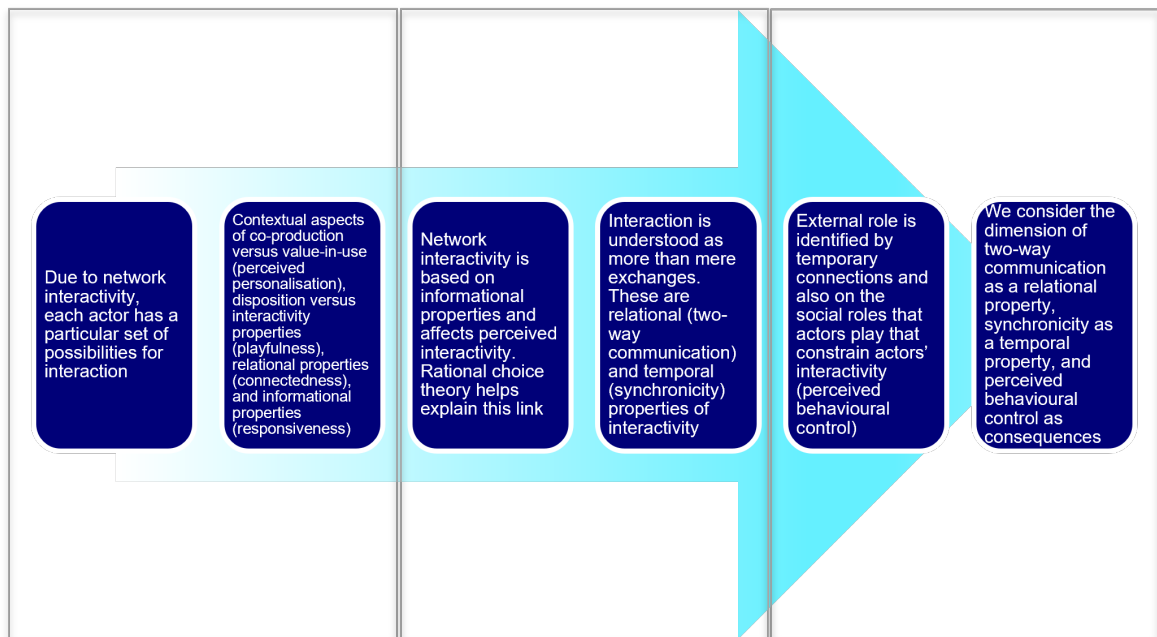 Due to network
interactivity,
each actor has a
particular set of
possibilities for
interaction
Contextual aspects
of co-production
versus value-in-use
(perceived
personalisation),
disposition versus
interactivity
properties
(playfulness),
relational properties
(connectedness),
and informational
properties
(responsiveness)
Network
interactivity is
based on
informational
properties and
affects perceived
interactivity.
Rational choice
theory helps
explain this link
Interaction is
understood as
more than mere
exchanges.
These are
relational (two-
way
communication)
and temporal
(synchronicity)
properties of
interactivity
External role is
identified by
temporary
connections and
also on the
social roles that
actors play that
constrain actors’
interactivity
(perceived
behavioural
control)
We consider the
dimension of
two-way
communication
as a relational
property,
synchronicity as
a temporal
property, and
perceived
behavioural
control as
consequences